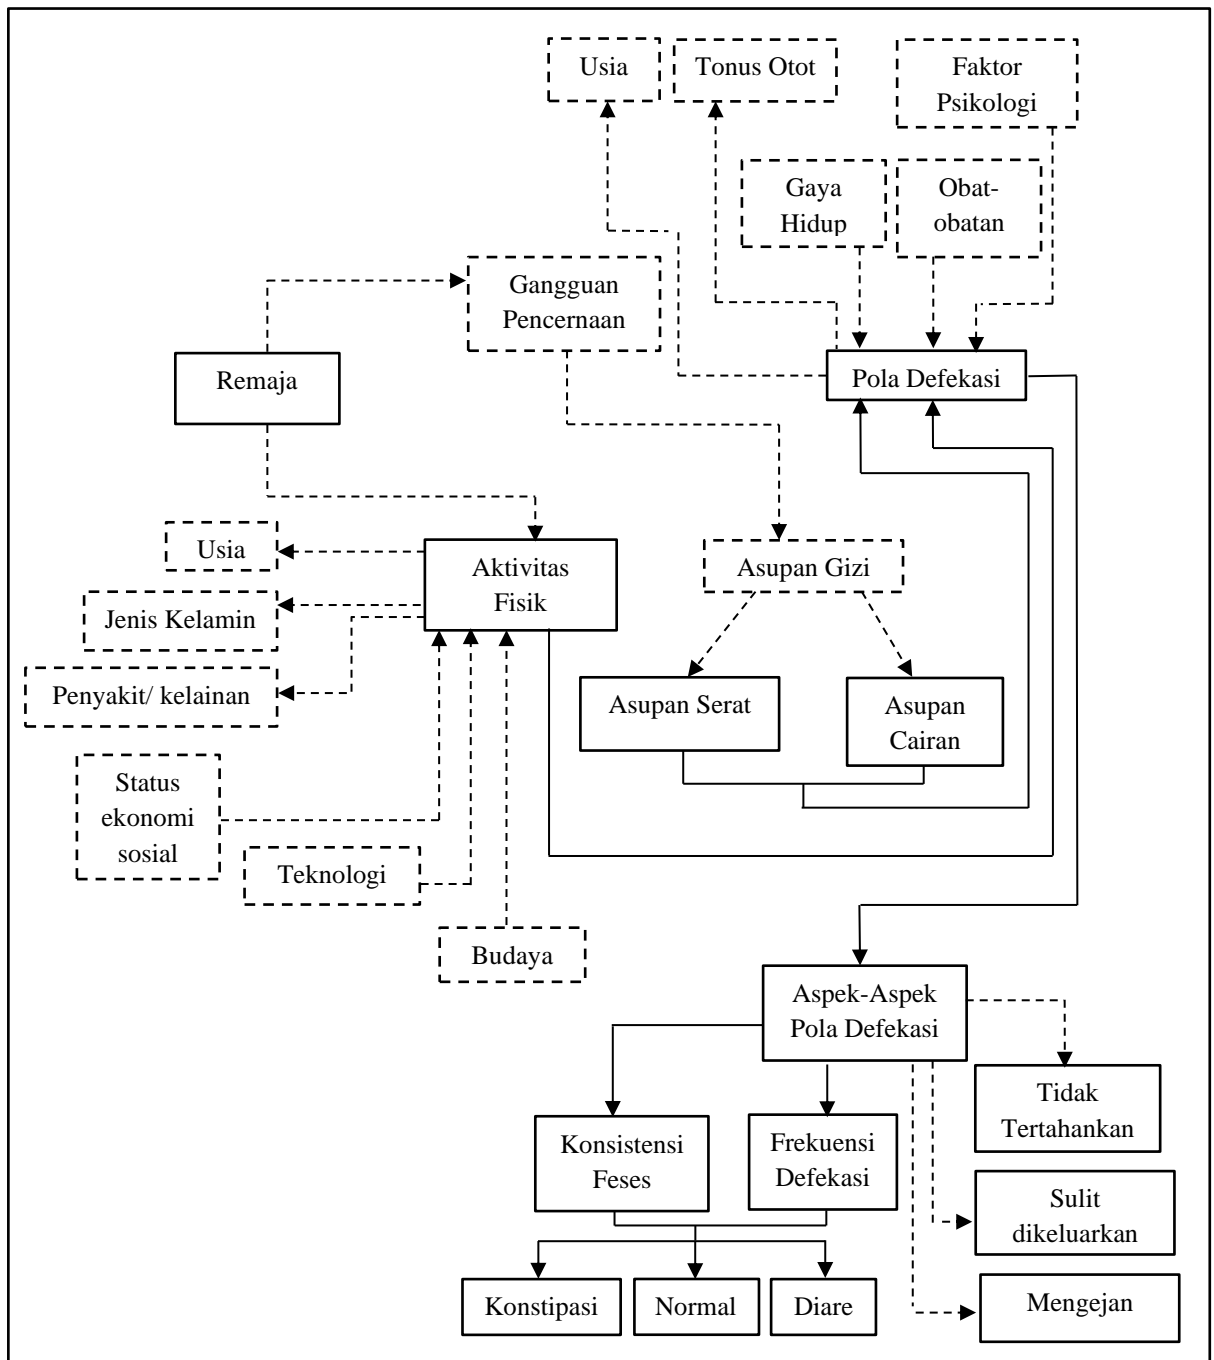 Usia
Tonus Otot
Faktor
Psikologi
Gaya
Hidup
Obat-
obatan
Gangguan
Pencernaan
Remaja
Pola Defekasi
Usia
Aktivitas
Fisik
Asupan Gizi
Jenis Kelamin
Penyakit/ kelainan
Asupan Serat
Asupan
Cairan
Status
ekonomi
sosial
Teknologi
Budaya
Aspek-Aspek
Pola Defekasi
Tidak
Tertahankan
Konsistensi
Feses
Frekuensi
Defekasi
Sulit
dikeluarkan
Konstipasi
Normal
Diare
Mengejan